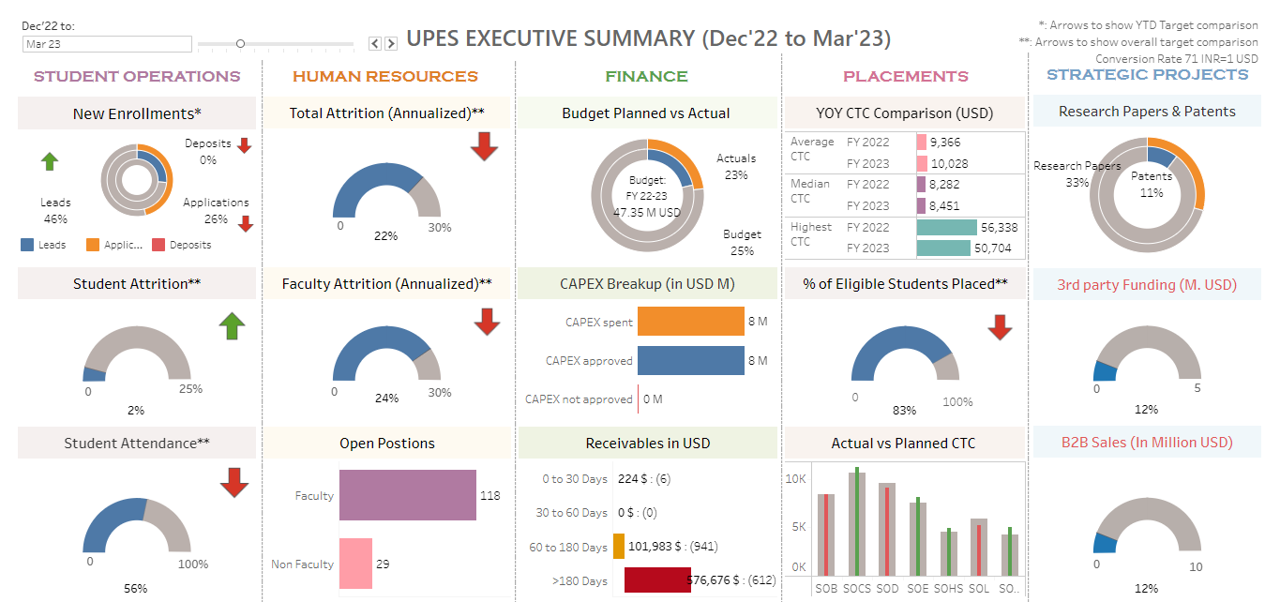 Dec'22 to:
Mar 23
UPES EXECUTIVE SUMMARY (Dec'22 to Mar'23)
*: Arrows to show YTD Target comparison
**: Arrows to show overall target comparison
Conversion Rate 71 INR=1 USD
STUDENT OPERATIONS
New Enrollments*
Deposits
0%
Leads
46%
Applications
26%
Leads
Applic...
Deposits
Student Attrition**
0
25%
2%
Student Attendance**
0
100%
56%
HUMAN RESOURCES
Total Attrition (Annualized)**
0
30%
22%
Faculty Attrition (Annualized)**
0
30%
24%
Open Postions
Faculty
118
Non Faculty
29
FINANCE
Budget Planned vs Actual
Actuals
23%
Budget:
FY 22-23
47.35 M USD
Budget
25%
CAPEX Breakup (in USD M)
CAPEX spent
8 M
CAPEX approved
8 M
CAPEX not approved
0 M
Receivables in USD
0 to 30 Days 224 $ : (6)
30 to 60 Days 0 $ : (0)
60 to 180 Days 101,983 $ : (941)
>180 Days 576,676 $ : (612)
PLACEMENTS
YOY CTC Comparison (USD)
Average FY 2022 9,366
CTC FY 2023 10,028
Median FY 2022 8,282
CTC FY 2023 8,451
Highest FY 2022 56,338
CTC FY 2023 50,704
% of Eligible Students Placed**
0
100%
83%
Actual vs Planned CTC
10K
5K
0K
SOB SOCS SOD SOE SOHS SOL SO..
STRATEGIC PROJECTS
Research Papers & Patents
Research Papers
33%
Patents
11%
3rd party Funding (M. USD)
0
5
12%
B2B Sales (In Million USD)
0
10
12%